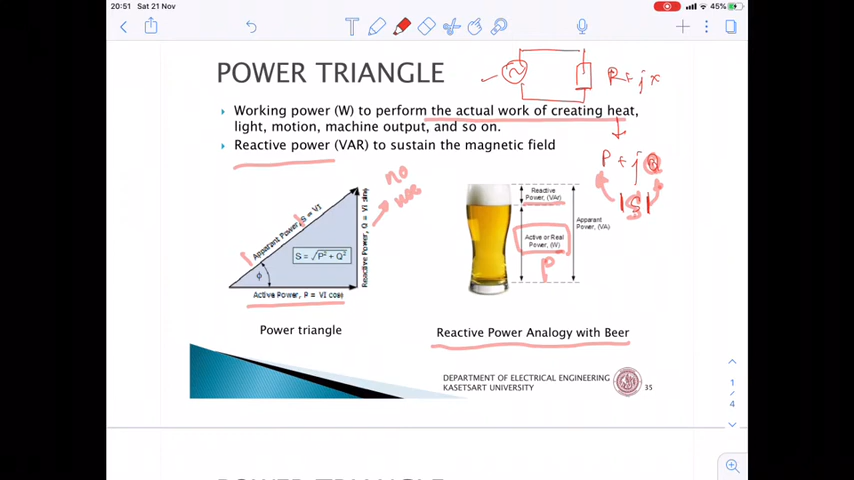 20:51 Sat 21 Nov
45%
POWER TRIANGLE
R + jx
Working power (W) to perform the actual work of creating heat,
light, motion, machine output, and so on.
Reactive power (VAR) to sustain the magnetic field
P + jQ
|S|
no
use
Apparent Power, S = VI
Reactive Power, Q = VI sinφ
S = √P² + Q²
φ
Active Power, P = VI cosφ
Reactive
Power, (VAr)
Apparent
Power, (VA)
Active or Real
Power, (W)
P
Power triangle
Reactive Power Analogy with Beer
DEPARTMENT OF ELECTRICAL ENGINEERING
KASETSART UNIVERSITY
35
1
4
POWER TRIANGLE